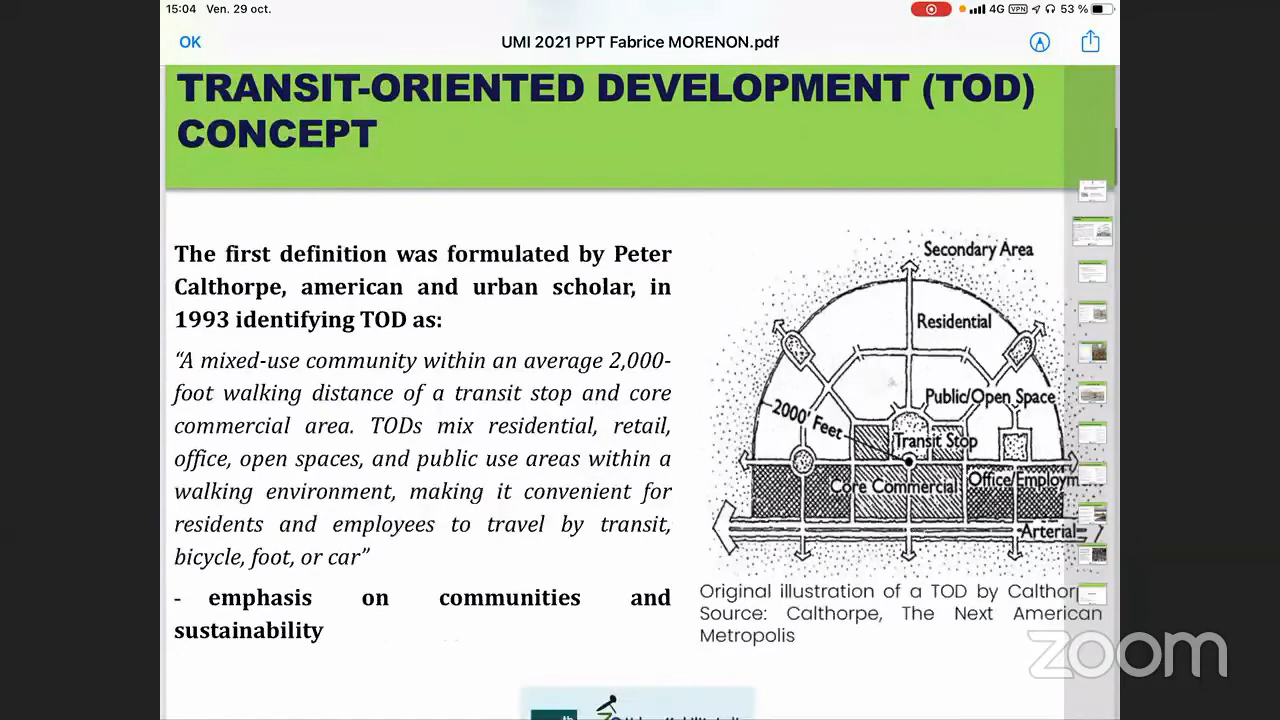 15:04 Ven. 29 oct.
4G VPN 53 %
OK
UMI 2021 PPT Fabrice MORENON.pdf
TRANSIT-ORIENTED DEVELOPMENT (TOD)
CONCEPT
The first definition was formulated by Peter
Calthorpe, american and urban scholar, in
1993 identifying TOD as:
“A mixed-use community within an average 2,000-
foot walking distance of a transit stop and core
commercial area. TODs mix residential, retail,
office, open spaces, and public use areas within a
walking environment, making it convenient for
residents and employees to travel by transit,
bicycle, foot, or car”
- emphasis on communities and
sustainability
Secondary Area
Residential
Public/Open Space
2000' Feet
Transit Stop
Core Commercial
Office/Employm
Arterial
Original illustration of a TOD by Calthorp
Source: Calthorpe, The Next American
Metropolis
zoom